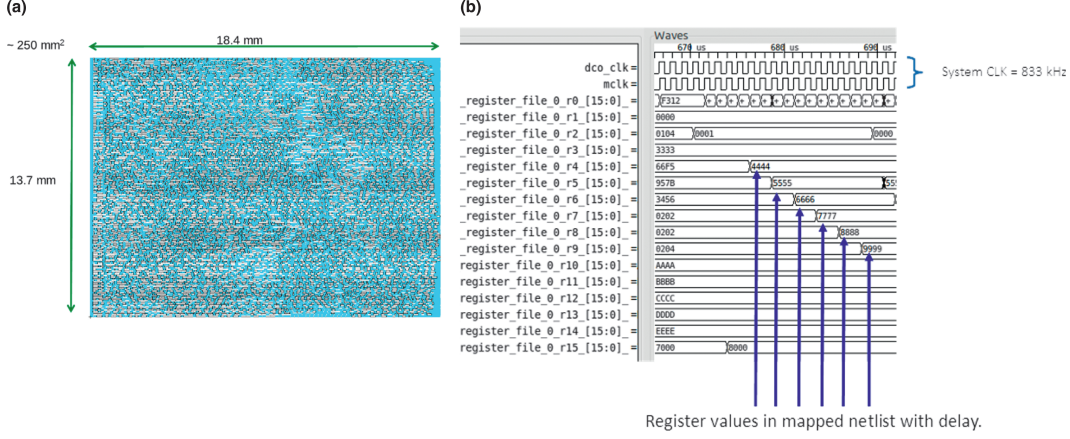 (a)
~ 250 mm²
18.4 mm
13.7 mm
(b)
Waves
670 us 680 us 690 us
dco_clk =
mclk =
_register_file_0_r0_[15:0]_ = F312 + + + + + + + + + + + + + + + + +
_register_file_0_r1_[15:0]_ = 0000
_register_file_0_r2_[15:0]_ = 0104 0001 0000
_register_file_0_r3_[15:0]_ = 3333
_register_file_0_r4_[15:0]_ = 66F5 4444
_register_file_0_r5_[15:0]_ = 957B 5555 55
_register_file_0_r6_[15:0]_ = 3456 6666
_register_file_0_r7_[15:0]_ = 0202 7777
_register_file_0_r8_[15:0]_ = 0202 8888
_register_file_0_r9_[15:0]_ = 0204 9999
register_file_0_r10_[15:0]_ = AAAA
register_file_0_r11_[15:0]_ = BBBB
register_file_0_r12_[15:0]_ = CCCC
register_file_0_r13_[15:0]_ = DDDD
register_file_0_r14_[15:0]_ = EEEE
register_file_0_r15_[15:0]_ = 7000 8000
System CLK = 833 kHz
Register values in mapped netlist with delay.